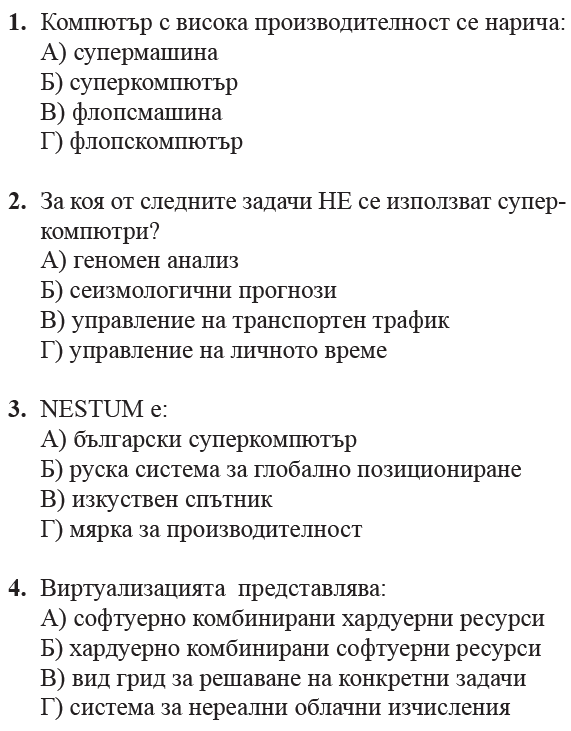 1. Компютър с висока производителност се нарича:
А) супермашина
Б) суперкомпютър
В) флопсмашина
Г) флопскомпютър
2. За коя от следните задачи НЕ се използват супер-
компютри?
А) геномен анализ
Б) сеизмологични прогнози
В) управление на транспортен трафик
Г) управление на личното време
3. NESTUM е:
А) български суперкомпютър
Б) руска система за глобално позициониране
В) изкуствен спътник
Г) мярка за производителност
4. Виртуализацията представлява:
А) софтуерно комбинирани хардуерни ресурси
Б) хардуерно комбинирани софтуерни ресурси
В) вид грид за решаване на конкретни задачи
Г) система за нереални облачни изчисления